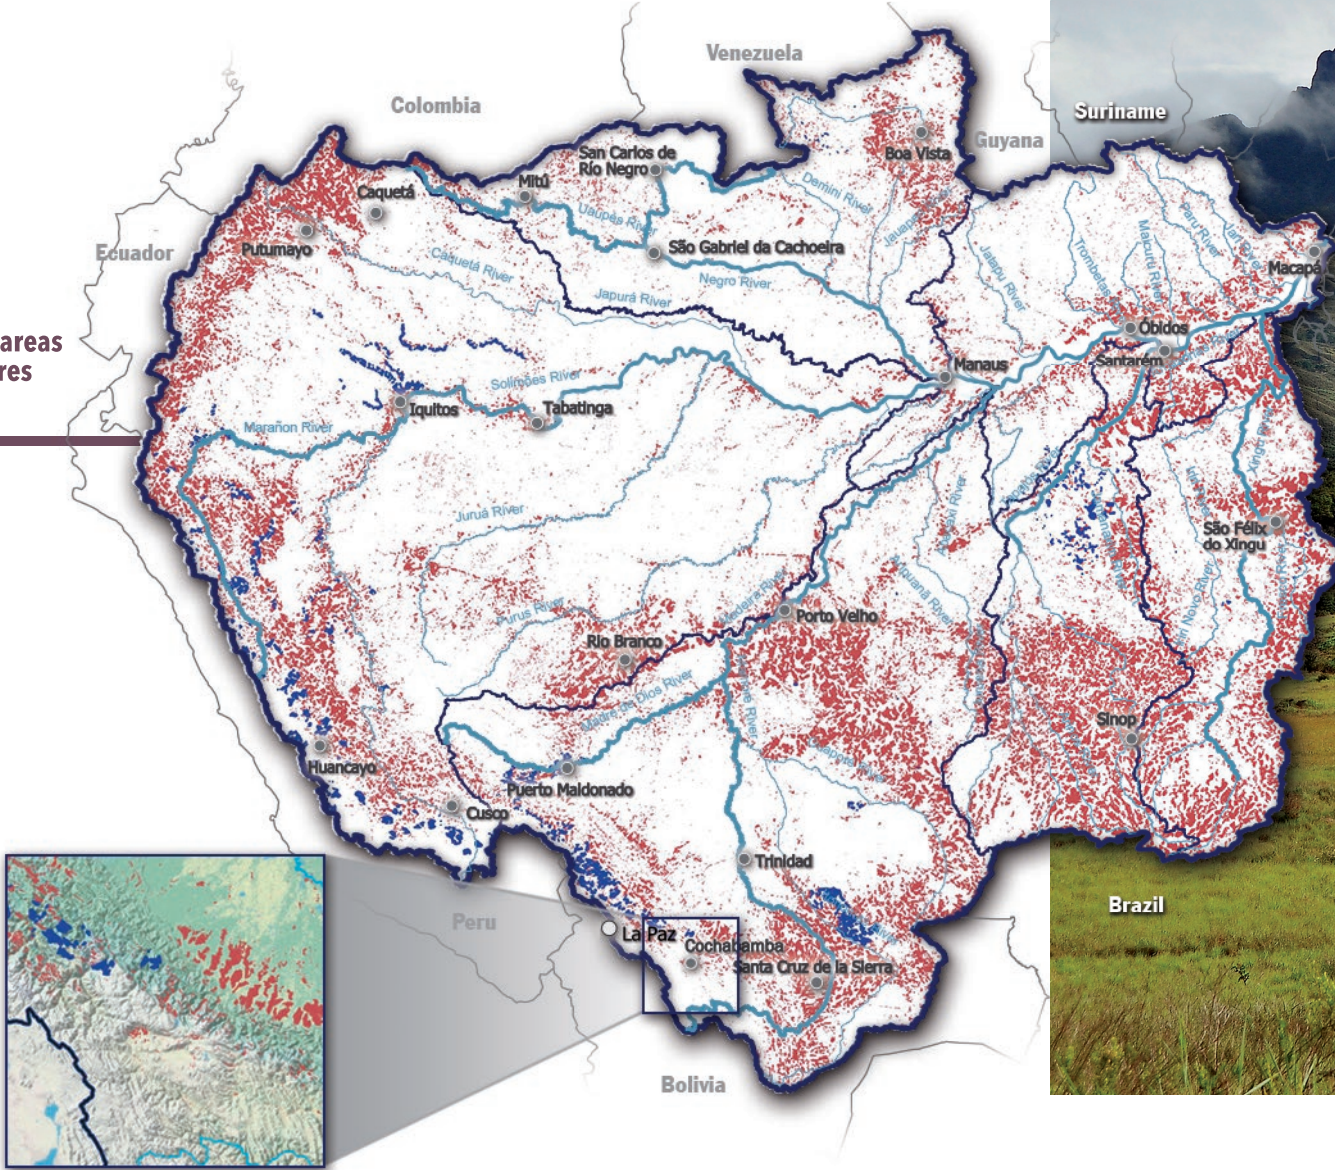 Venezuela
Colombia
Suriname
Guyana
San Carlos de
Río Negro
Boa Vista
Mitú
Caquetá
Demini River
Uaupés River
Putumayo
São Gabriel da Cachoeira
Ecuador
Caquetá River
Negro River
Japurá River
Jatapu River
Trombetas
Maicuru River
Paru River
Jari River
Macapá
areas
res
Óbidos
Santarém
Manaus
Solimões River
Iquitos
Tabatinga
Marañon River
Xingu River
Juruá River
São Félix
do Xingu
Purus River
Madeira River
Porto Velho
Rio Branco
Madre de Dios River
Sinop
Huancayo
Puerto Maldonado
Cusco
Trinidad
Peru
Brazil
La Paz
Cochabamba
Santa Cruz de la Sierra
Bolivia